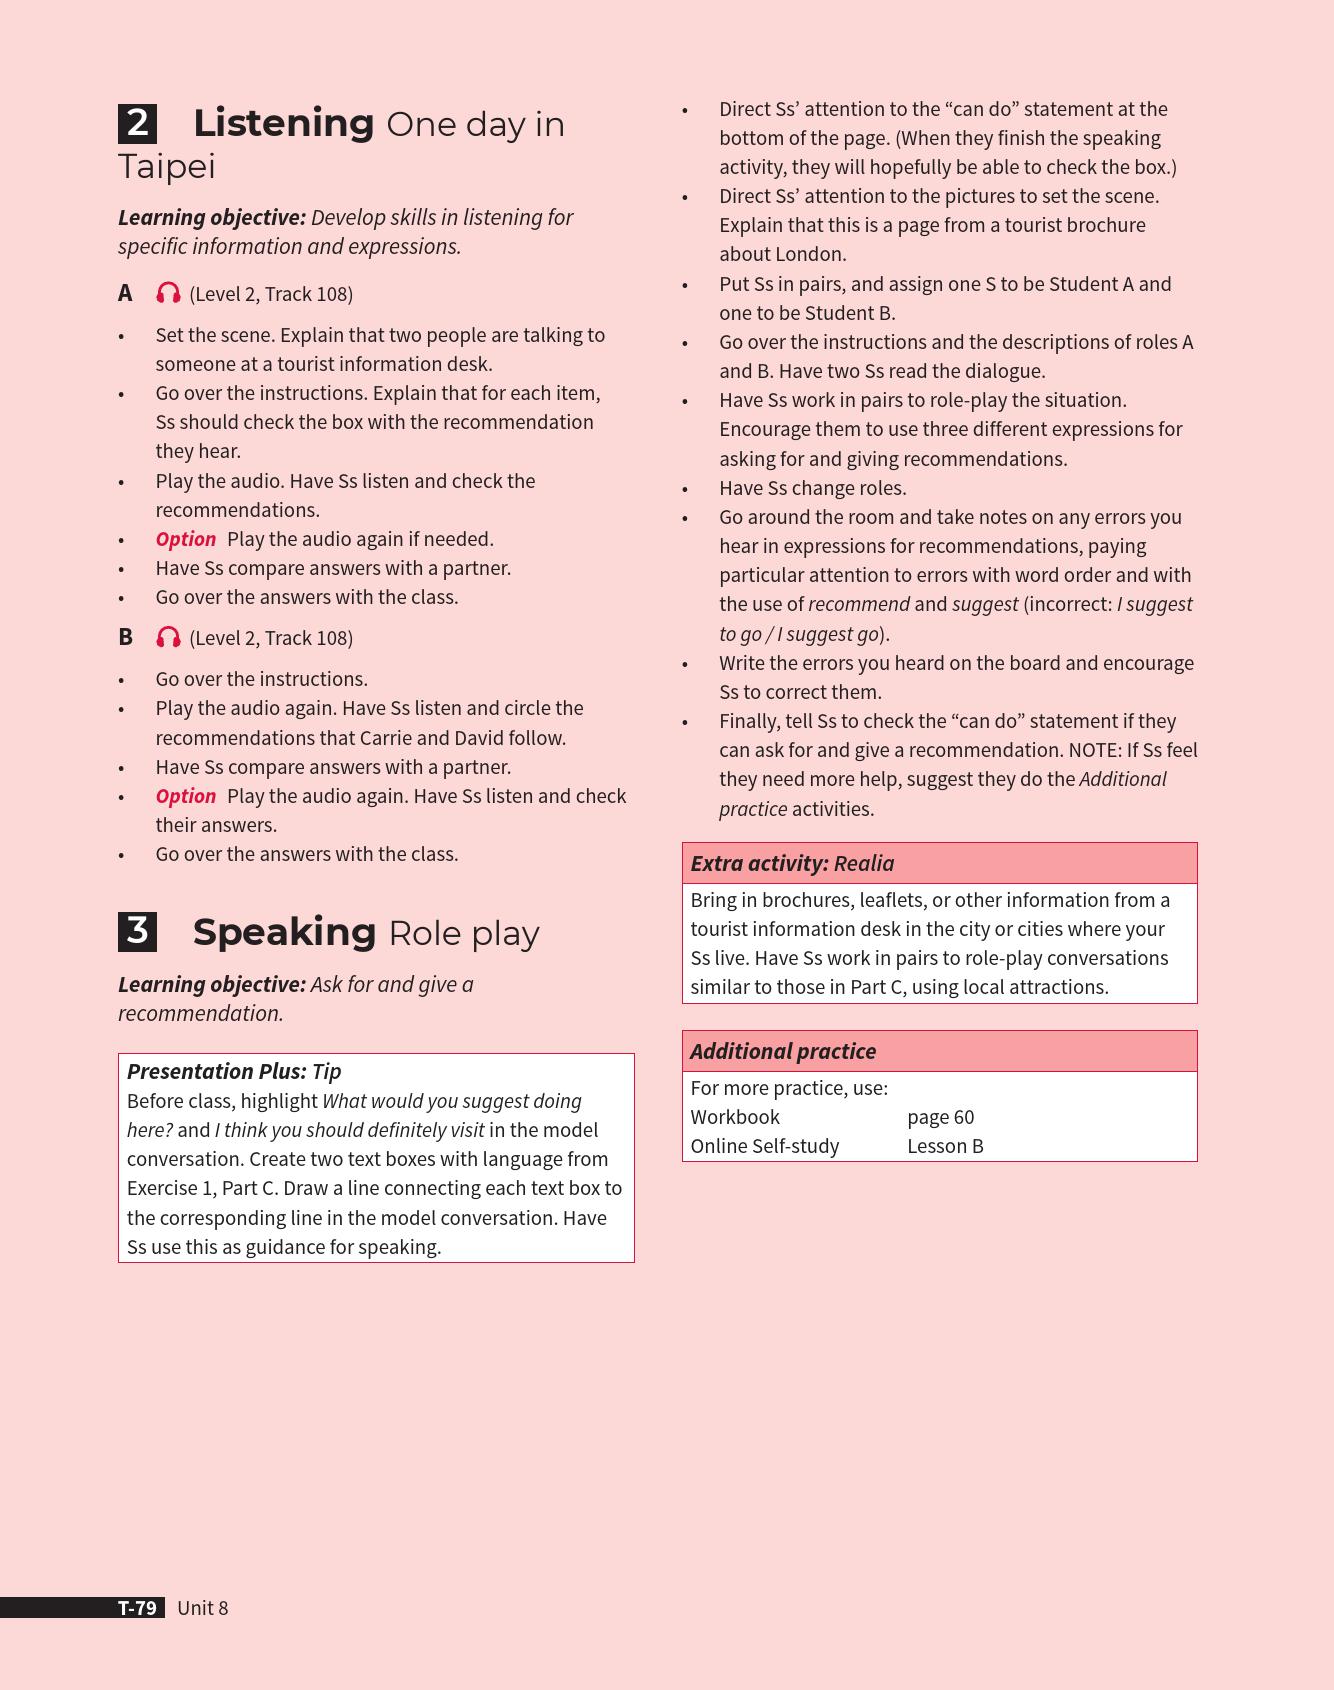 2 Listening One day in
Taipei
Learning objective: Develop skills in listening for
specific information and expressions.
A (Level 2, Track 108)
• Set the scene. Explain that two people are talking to
someone at a tourist information desk.
• Go over the instructions. Explain that for each item,
Ss should check the box with the recommendation
they hear.
• Play the audio. Have Ss listen and check the
recommendations.
• Option Play the audio again if needed.
• Have Ss compare answers with a partner.
• Go over the answers with the class.
B (Level 2, Track 108)
• Go over the instructions.
• Play the audio again. Have Ss listen and circle the
recommendations that Carrie and David follow.
• Have Ss compare answers with a partner.
• Option Play the audio again. Have Ss listen and check
their answers.
• Go over the answers with the class.
3 Speaking Role play
Learning objective: Ask for and give a
recommendation.
Presentation Plus: Tip
Before class, highlight What would you suggest doing
here? and I think you should definitely visit in the model
conversation. Create two text boxes with language from
Exercise 1, Part C. Draw a line connecting each text box to
the corresponding line in the model conversation. Have
Ss use this as guidance for speaking.
• Direct Ss’ attention to the “can do” statement at the
bottom of the page. (When they finish the speaking
activity, they will hopefully be able to check the box.)
• Direct Ss’ attention to the pictures to set the scene.
Explain that this is a page from a tourist brochure
about London.
• Put Ss in pairs, and assign one S to be Student A and
one to be Student B.
• Go over the instructions and the descriptions of roles A
and B. Have two Ss read the dialogue.
• Have Ss work in pairs to role-play the situation.
Encourage them to use three different expressions for
asking for and giving recommendations.
• Have Ss change roles.
• Go around the room and take notes on any errors you
hear in expressions for recommendations, paying
particular attention to errors with word order and with
the use of recommend and suggest (incorrect: I suggest
to go / I suggest go).
• Write the errors you heard on the board and encourage
Ss to correct them.
• Finally, tell Ss to check the “can do” statement if they
can ask for and give a recommendation. NOTE: If Ss feel
they need more help, suggest they do the Additional
practice activities.
Extra activity: Realia
Bring in brochures, leaflets, or other information from a
tourist information desk in the city or cities where your
Ss live. Have Ss work in pairs to role-play conversations
similar to those in Part C, using local attractions.
Additional practice
For more practice, use:
Workbook page 60
Online Self-study Lesson B
T-79 Unit 8